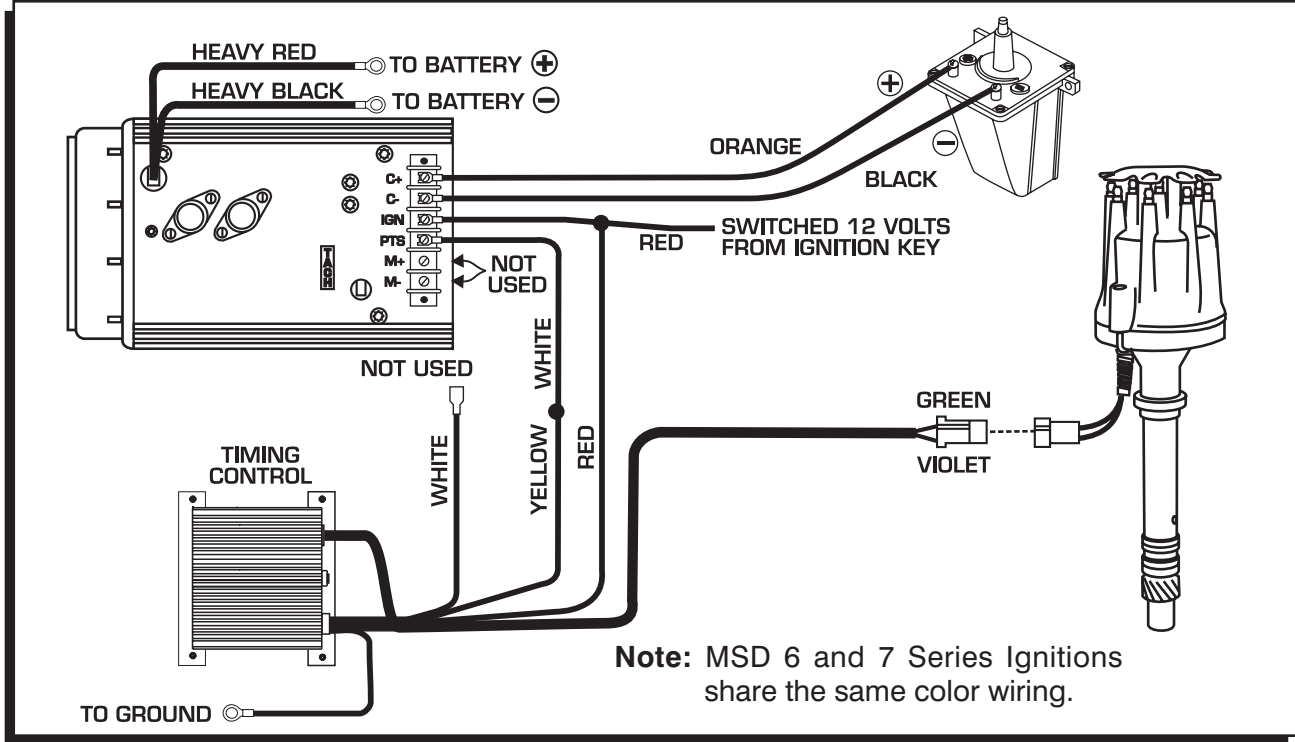 HEAVY RED
TO BATTERY +
HEAVY BLACK
TO BATTERY −
C+
C-
IGN
PTS
M+
M-
TACH
NOT
USED
+
ORANGE
−
BLACK
RED
SWITCHED 12 VOLTS
FROM IGNITION KEY
NOT USED
WHITE
WHITE
YELLOW
RED
GREEN
VIOLET
TIMING
CONTROL
TO GROUND
Note: MSD 6 and 7 Series Ignitions
share the same color wiring.